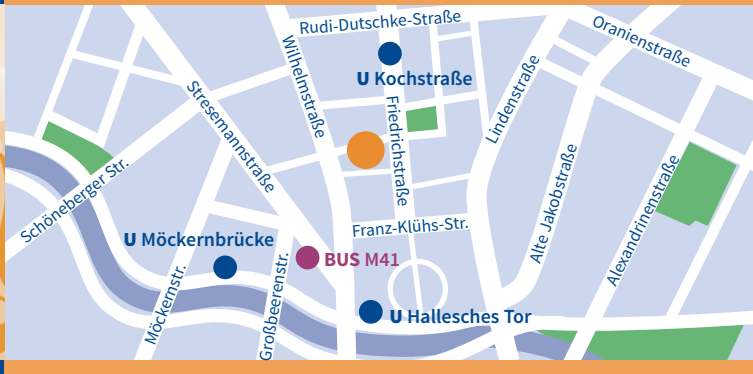 Rudi-Dutschke-Straße
Oranienstraße
Wilhelmstraße
U Kochstraße
Lindenstraße
Stresemannstraße
Friedrichstraße
Schöneberger Str.
Alte Jakobstraße
Alexandrinenstraße
Franz-Klühs-Str.
U Möckernbrücke
BUS M41
Möckernstr.
Großbeerenstr.
U Hallesches Tor